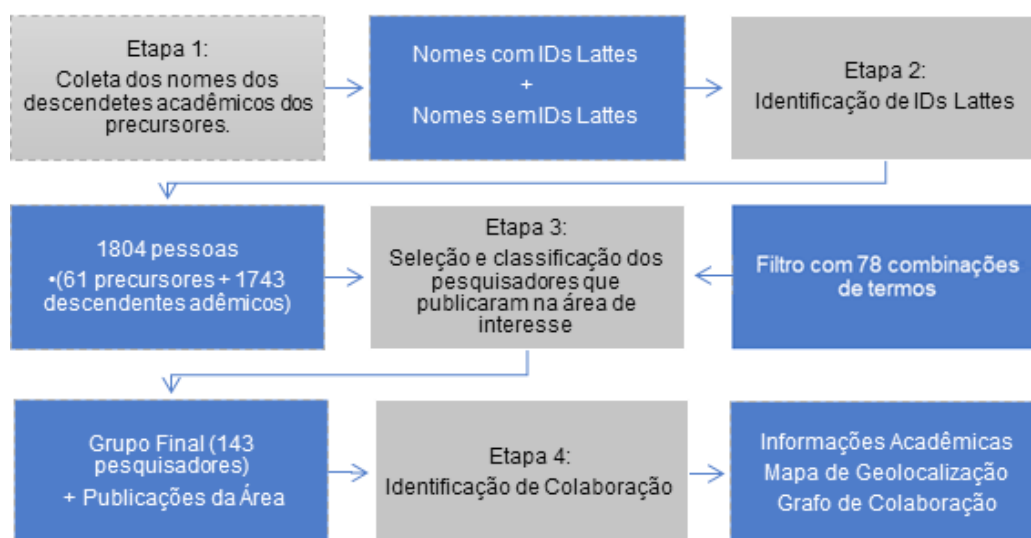 Etapa 1:
Coleta dos nomes dos
descendetes acadêmicos dos
precursores.
Nomes com IDs Lattes
+
Nomes sem IDs Lattes
Etapa 2:
Identificação de IDs Lattes
1804 pessoas
•(61 precursores + 1743
descendentes adêmicos)
Etapa 3:
Seleção e classificação dos
pesquisadores que
publicaram na área de
interesse
Filtro com 78 combinações
de termos
Grupo Final (143
pesquisadores)
+ Publicações da Área
Etapa 4:
Identificação de Colaboração
Informações Acadêmicas
Mapa de Geolocalização
Grafo de Colaboração